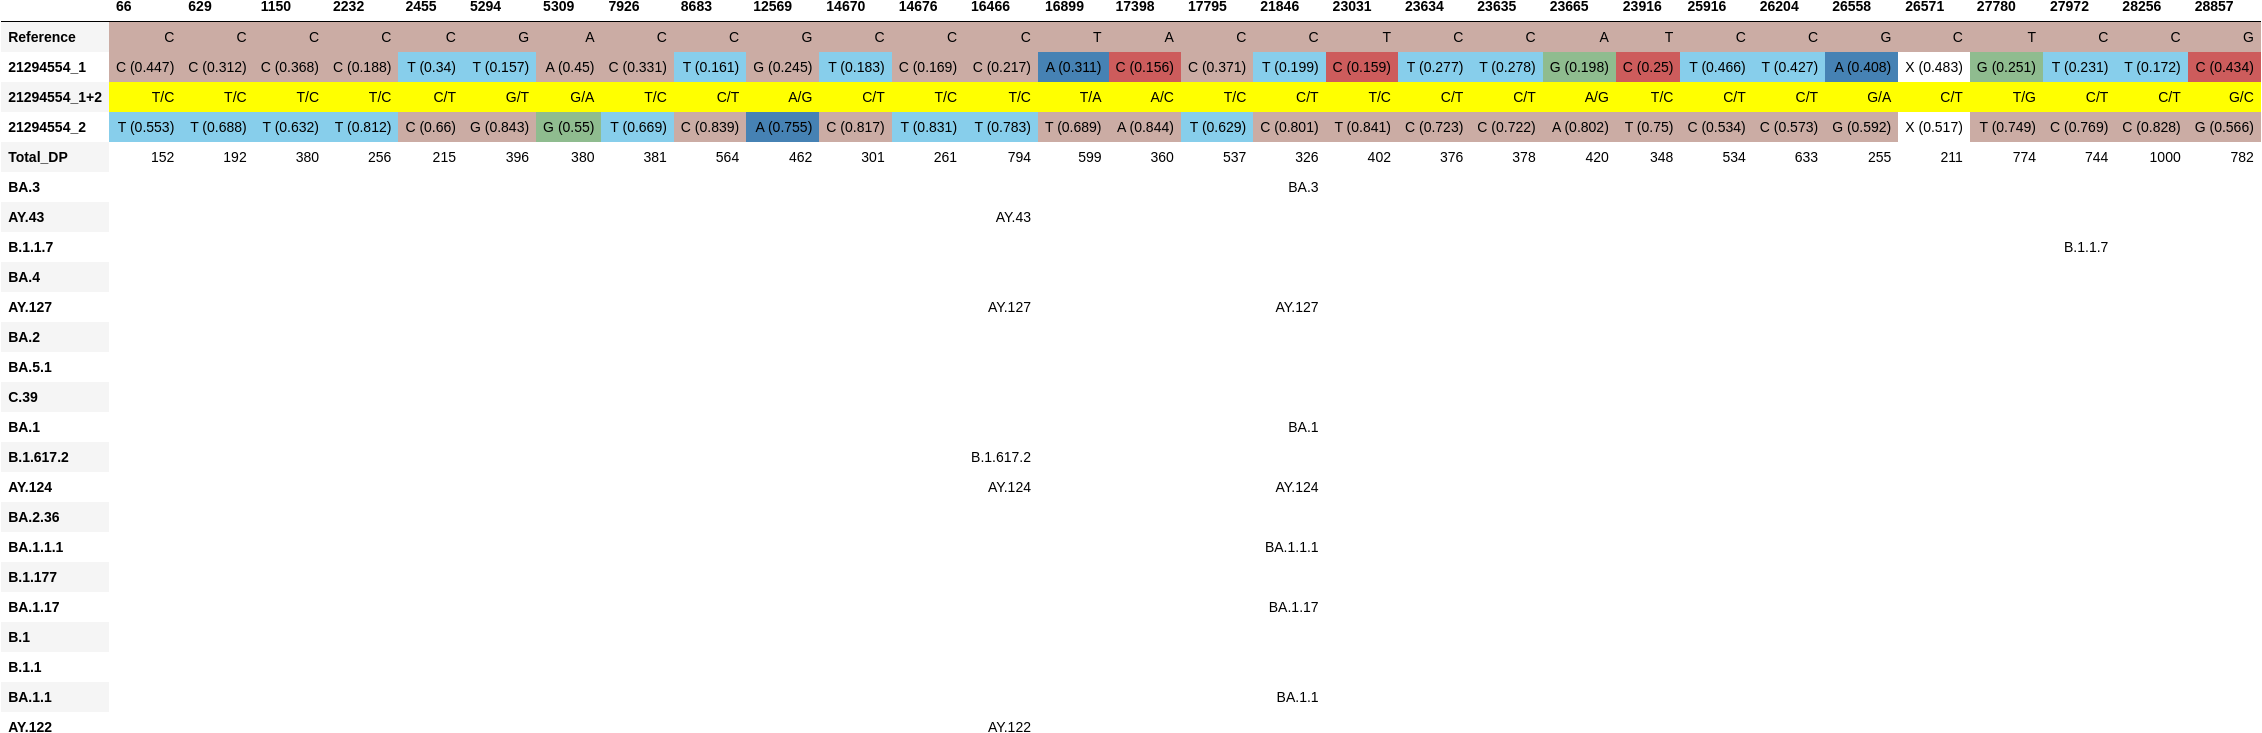 66 629 1150 2232 2455 5294 5309 7926 8683 12569 14670 14676 16466 16899 17398 17795 21846 23031 23634 23635 23665 23916 25916 26204 26558 26571 27780 27972 28256 28857
Reference C C C C C G A C C G C C C T A C C T C C A T C C G C T C C G
21294554_1 C (0.447) C (0.312) C (0.368) C (0.188) T (0.34) T (0.157) A (0.45) C (0.331) T (0.161) G (0.245) T (0.183) C (0.169) C (0.217) A (0.311) C (0.156) C (0.371) T (0.199) C (0.159) T (0.277) T (0.278) G (0.198) C (0.25) T (0.466) T (0.427) A (0.408) X (0.483) G (0.251) T (0.231) T (0.172) C (0.434)
21294554_1+2 T/C T/C T/C T/C C/T G/T G/A T/C C/T A/G C/T T/C T/C T/A A/C T/C C/T T/C C/T C/T A/G T/C C/T C/T G/A C/T T/G C/T C/T G/C
21294554_2 T (0.553) T (0.688) T (0.632) T (0.812) C (0.66) G (0.843) G (0.55) T (0.669) C (0.839) A (0.755) C (0.817) T (0.831) T (0.783) T (0.689) A (0.844) T (0.629) C (0.801) T (0.841) C (0.723) C (0.722) A (0.802) T (0.75) C (0.534) C (0.573) G (0.592) X (0.517) T (0.749) C (0.769) C (0.828) G (0.566)
Total_DP 152 192 380 256 215 396 380 381 564 462 301 261 794 599 360 537 326 402 376 378 420 348 534 633 255 211 774 744 1000 782
BA.3 BA.3
AY.43 AY.43
B.1.1.7 B.1.1.7
BA.4
AY.127 AY.127 AY.127
BA.2
BA.5.1
C.39
BA.1 BA.1
B.1.617.2 B.1.617.2
AY.124 AY.124 AY.124
BA.2.36
BA.1.1.1 BA.1.1.1
B.1.177
BA.1.17 BA.1.17
B.1
B.1.1
BA.1.1 BA.1.1
AY.122 AY.122